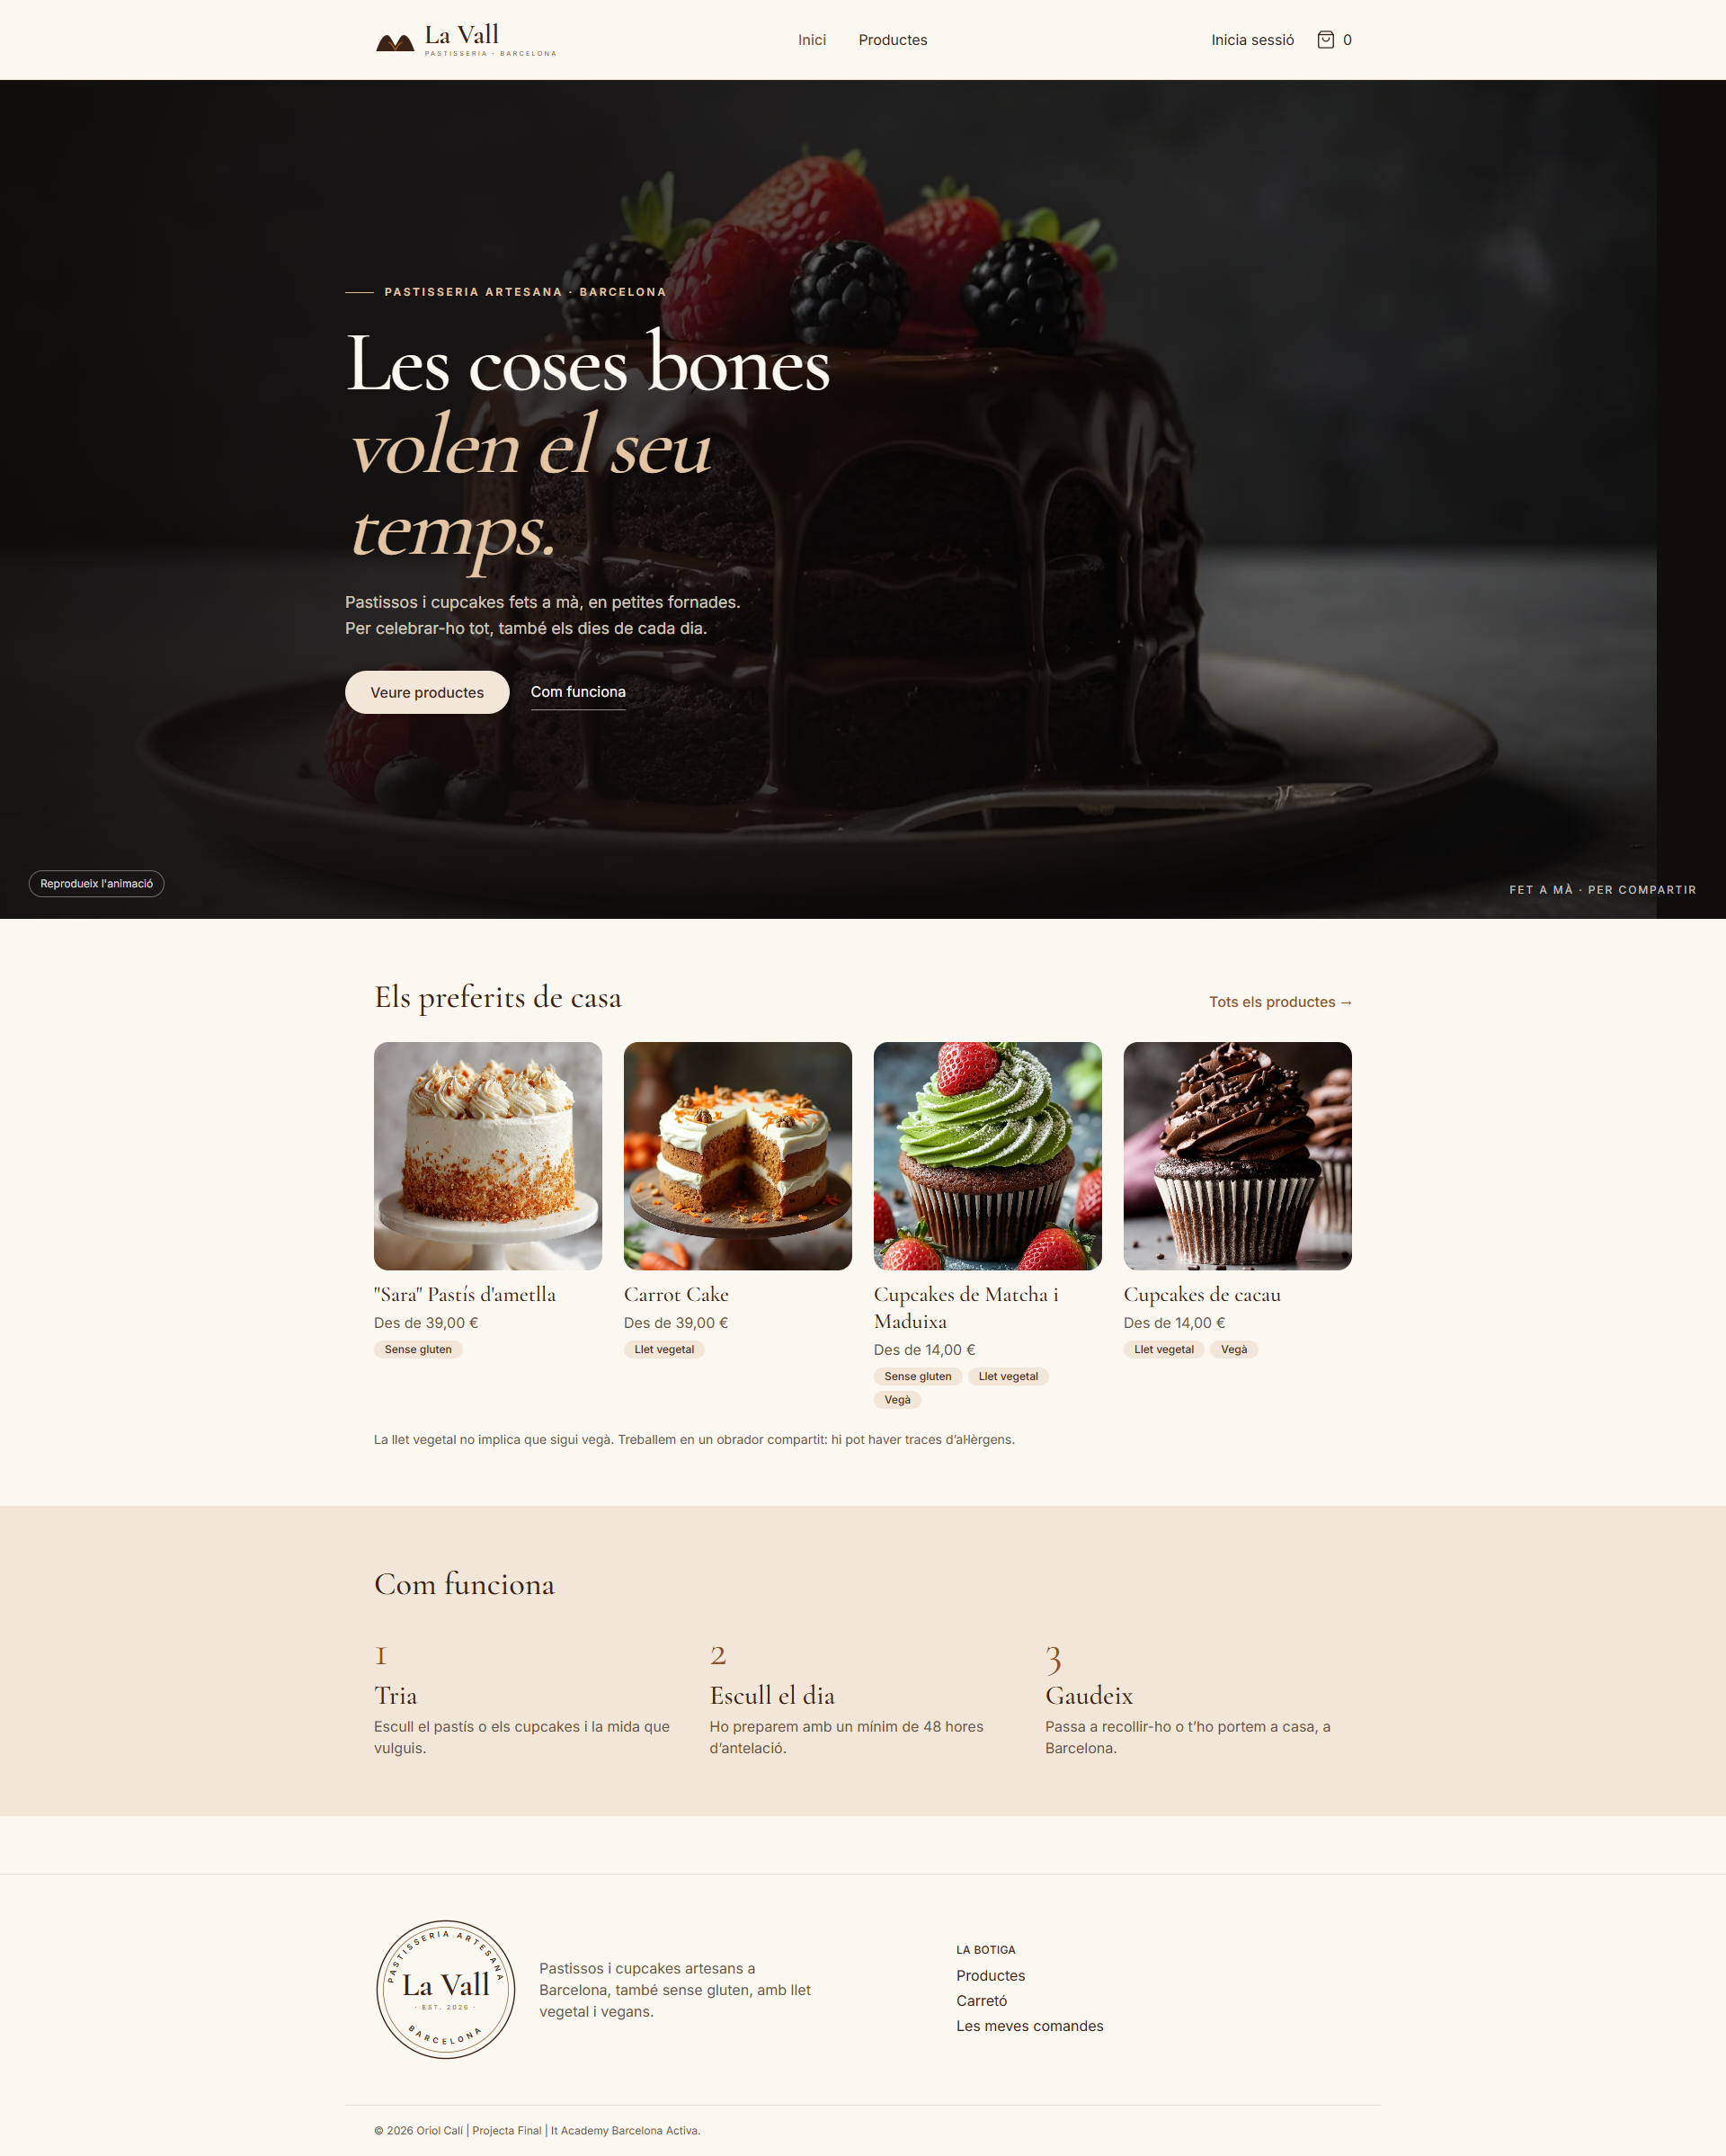 La Vall
PASTISSERIA · BARCELONA
Inici
Productes
Inicia sessió
0
PASTISSERIA ARTESANA · BARCELONA
Les coses bones
volen el seu
temps.
Pastissos i cupcakes fets a mà, en petites fornades.
Per celebrar-ho tot, també els dies de cada dia.
Veure productes
Com funciona
Reprodueix l'animació
FET A MÀ · PER COMPARTIR
Els preferits de casa
Tots els productes →
"Sara" Pastís d'ametlla
Des de 39,00 €
Sense gluten
Carrot Cake
Des de 39,00 €
Llet vegetal
Cupcakes de Matcha i
Maduixa
Des de 14,00 €
Sense gluten
Llet vegetal
Vegà
Cupcakes de cacau
Des de 14,00 €
Llet vegetal
Vegà
La llet vegetal no implica que sigui vegà. Treballem en un obrador compartit: hi pot haver traces d’al·lèrgens.
Com funciona
1
Tria
Escull el pastís o els cupcakes i la mida que
vulguis.
2
Escull el dia
Ho preparem amb un mínim de 48 hores
d’antelació.
3
Gaudeix
Passa a recollir-ho o t’ho portem a casa, a
Barcelona.
PASTISSERIA ARTESANA
La Vall
· EST. 2026 ·
BARCELONA
Pastissos i cupcakes artesans a
Barcelona, també sense gluten, amb llet
vegetal i vegans.
LA BOTIGA
Productes
Carretó
Les meves comandes
© 2026 Oriol Calí | Projecta Final | It Academy Barcelona Activa.